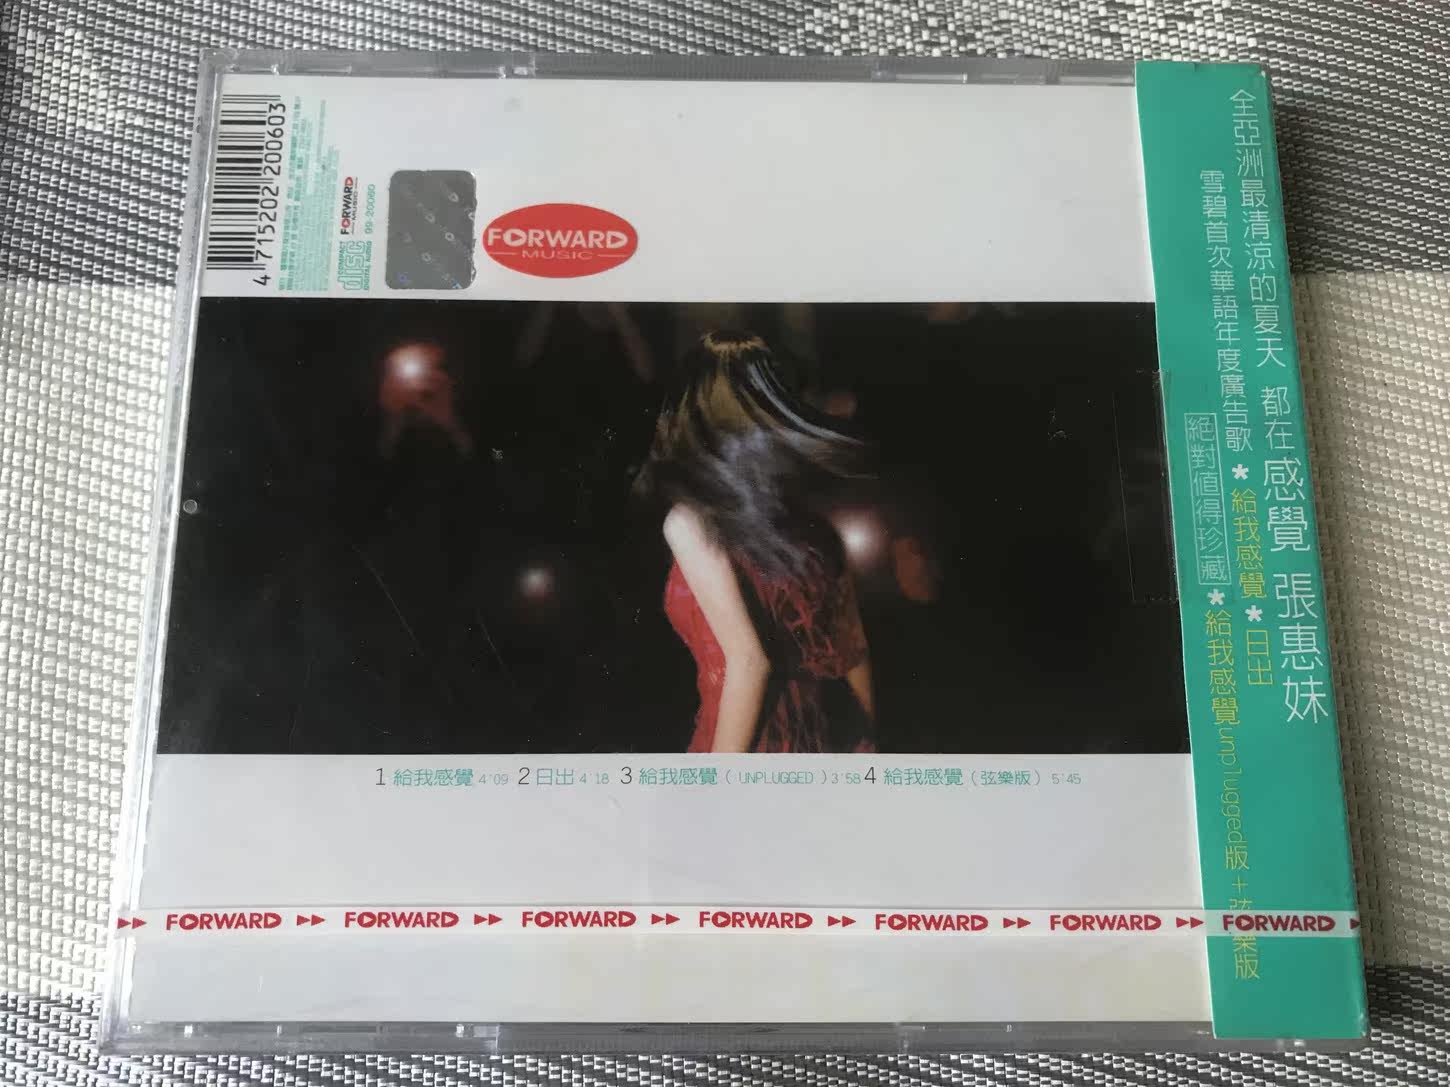 4 715202 200603
FORWARD
MUSIC
99-20060
COMPACT
disc
DIGITAL AUDIO
FORWARD
MUSIC
全亞洲最清涼的夏天 都在感覺 張惠妹
雪碧首次華語年度廣告歌 * 給我感覺 * 日出
絕對值得珍藏 * 給我感覺unplugged版 + 弦樂版
1 給我感覺 4'09 2 日出 4'18 3 給我感覺 ( UNPLUGGED ) 3'58 4 給我感覺 (弦樂版) 5:45
FORWARD FORWARD FORWARD FORWARD FORWARD FORWARD FORWARD